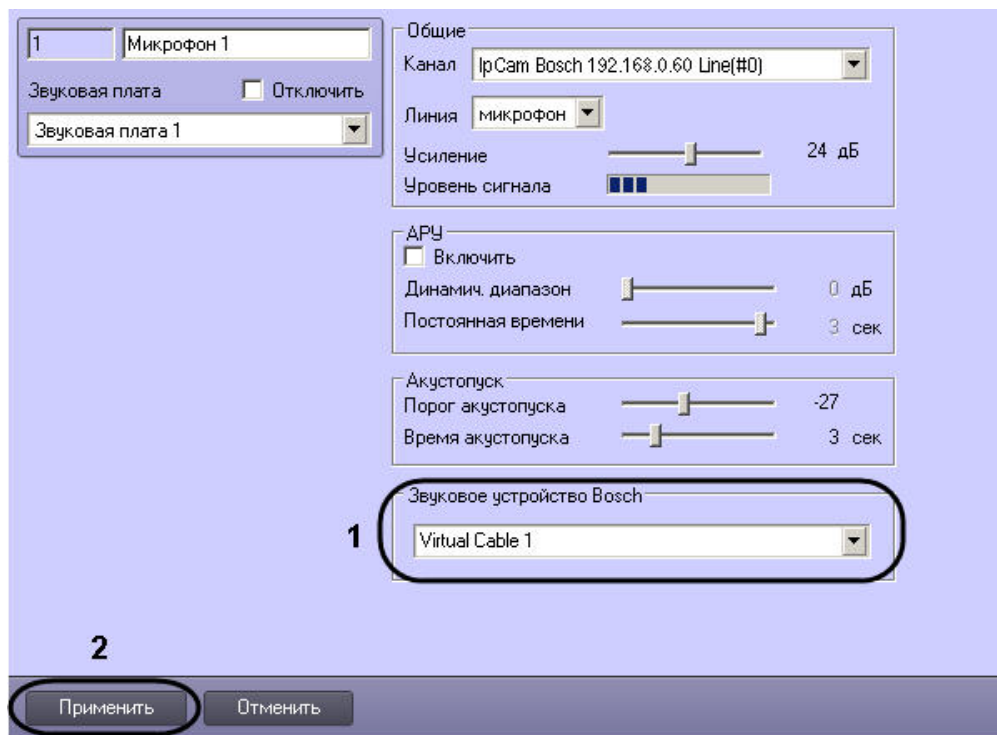 1 Микрофон 1
Звуковая плата Отключить
Звуковая плата 1
Общие
Канал IpCam Bosch 192.168.0.60 Line(#0)
Линия микрофон
Усиление 24 дБ
Уровень сигнала
АРУ
Включить
Динамич. диапазон 0 дБ
Постоянная времени 3 сек
Акустопуск
Порог акустопуска -27
Время акустопуска 3 сек
Звуковое устройство Bosch
1
Virtual Cable 1
2
Применить Отменить